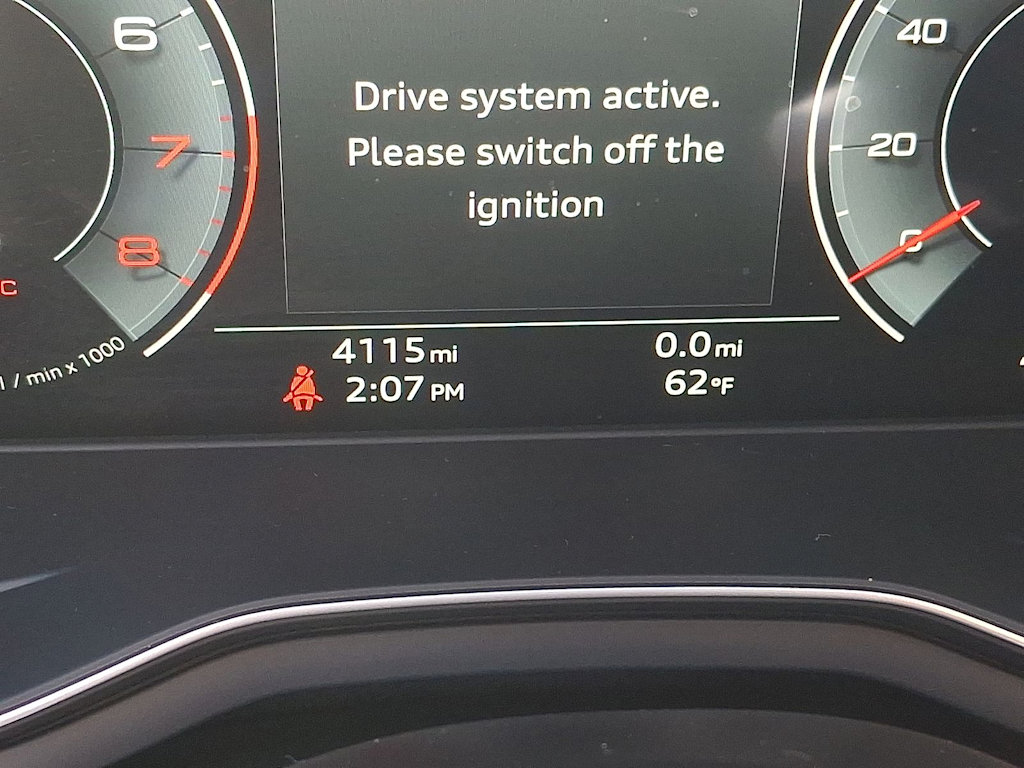 6
7
8
C
1 / min x 1000
Drive system active.
Please switch off the
ignition
40
20
0
4115 mi
0.0 mi
2:07 PM
62°F